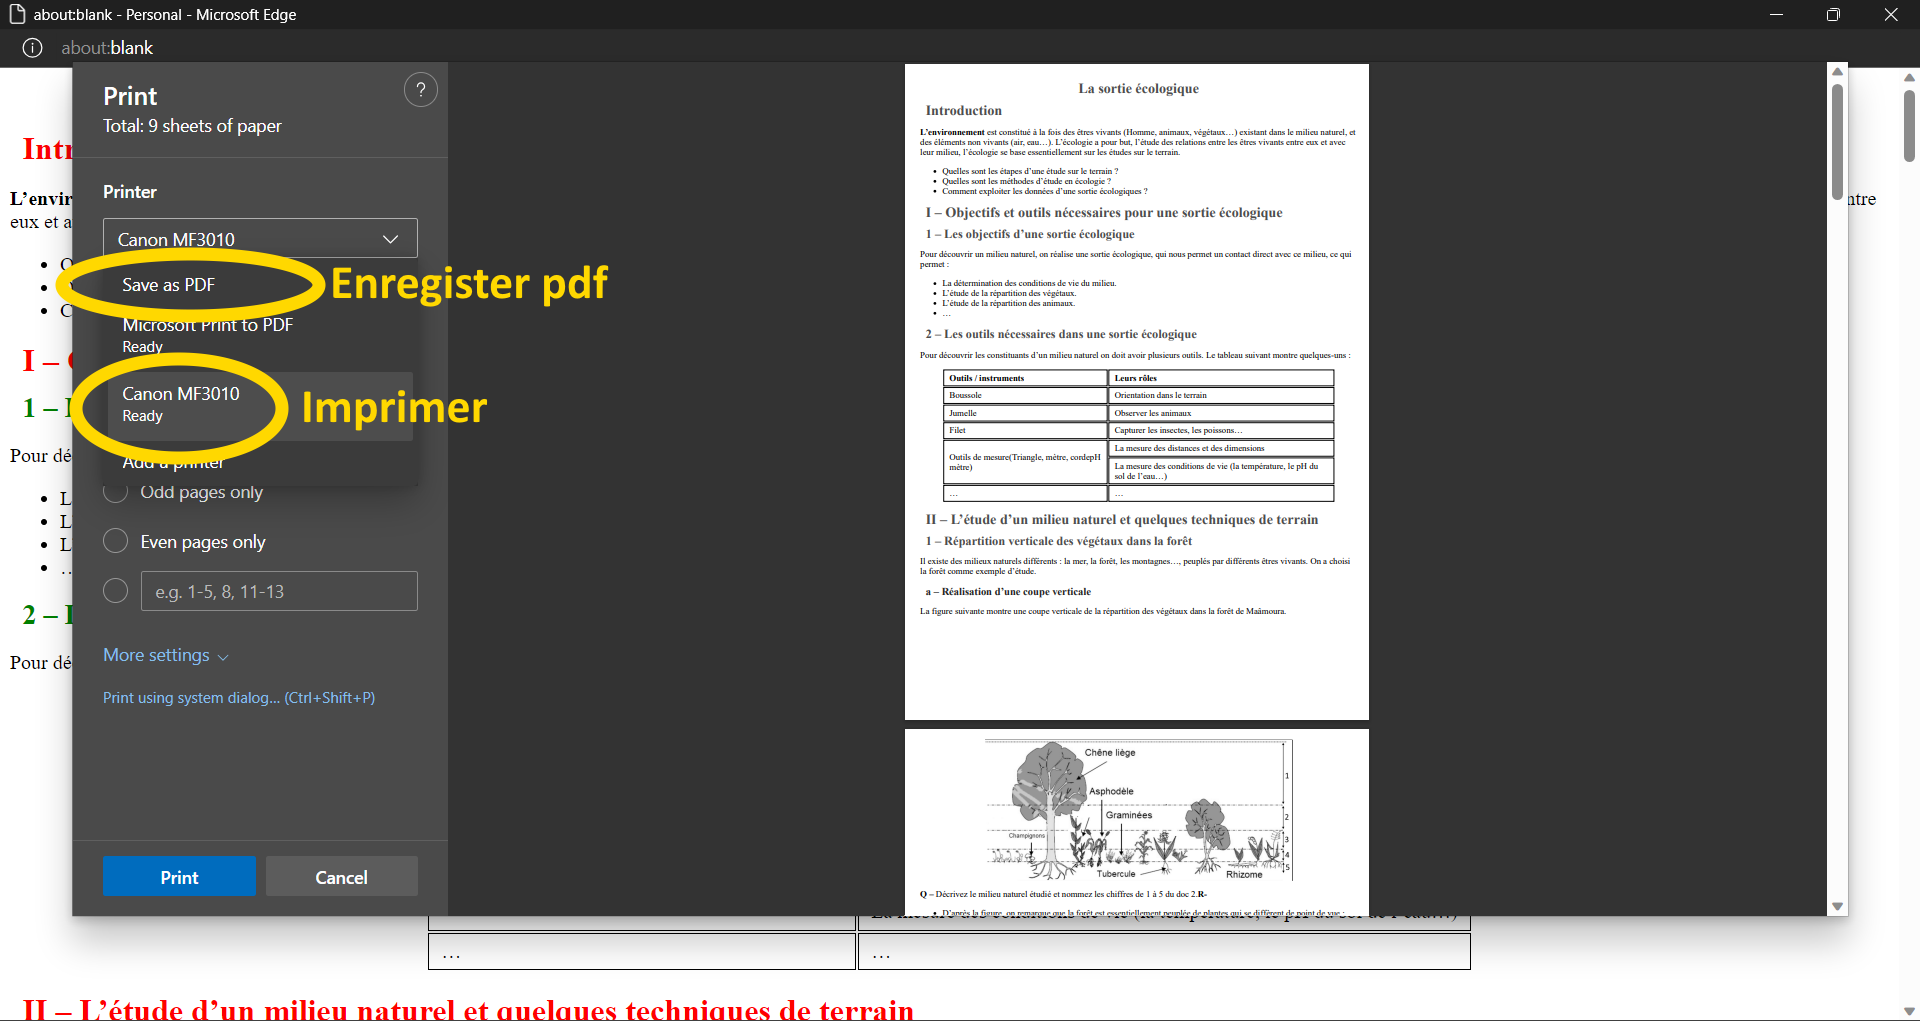 about:blank - Personal - Microsoft Edge
about:blank
Print
Total: 9 sheets of paper
?
Printer
Canon MF3010
Save as PDF
Enregister pdf
Microsoft Print to PDF
Ready
Canon MF3010
Ready
Imprimer
Add a printer
Odd pages only
Even pages only
e.g. 1-5, 8, 11-13
More settings
Print using system dialog... (Ctrl+Shift+P)
Print
Cancel
La sortie écologique
Introduction
L'environnement est constitué à la fois des êtres vivants (Homme, animaux, végétaux…) existant dans le milieu naturel, et
des éléments non vivants (air, eau…). L'écologie a pour but, l'étude des relations entre les êtres vivants entre eux et avec
leur milieu, l'écologie se base essentiellement sur les études sur le terrain.
• Quelles sont les étapes d'une étude sur le terrain ?
• Quelles sont les méthodes d'étude en écologie ?
• Comment exploiter les données d'une sortie écologiques ?
I – Objectifs et outils nécessaires pour une sortie écologique
1 – Les objectifs d'une sortie écologique
Pour découvrir un milieu naturel, on réalise une sortie écologique, qui nous permet un contact direct avec ce milieu, ce qui
permet :
• La détermination des conditions de vie du milieu.
• L'étude de la répartition des végétaux.
• L'étude de la répartition des animaux.
• …
2 – Les outils nécessaires dans une sortie écologique
Pour découvrir les constituants d'un milieu naturel on doit avoir plusieurs outils. Le tableau suivant montre quelques-uns :
Outils / instruments Leurs rôles
Boussole Orientation dans le terrain
Jumelle Observer les animaux
Filet Capturer les insectes, les poissons…
Outils de mesure(Triangle, mètre, cordepH
mètre)
La mesure des distances et des dimensions
La mesure des conditions de vie (la température, le pH du
sol de l'eau…)
… …
II – L'étude d'un milieu naturel et quelques techniques de terrain
1 – Répartition verticale des végétaux dans la forêt
Il existe des milieux naturels différents : la mer, la forêt, les montagnes…, peuplés par différents êtres vivants. On a choisi
la forêt comme exemple d'étude.
a – Réalisation d'une coupe verticale
La figure suivante montre une coupe verticale de la répartition des végétaux dans la forêt de Maâmoura.
Chêne liège
1
Asphodèle
Graminées
2
Champignons
3
4
5
Tubercule
Rhizome
Q – Décrivez le milieu naturel étudié et nommez les chiffres de 1 à 5 du doc 2.R-
• D'après la figure, on remarque que la forêt est essentiellement peuplée de plantes qui se différent de point de vue :
Intr
L'envir
ntre
eux et a
• Q
•
• C
I –
1 –
Pour dé
• L
• L
• L
• …
2 –
Pour dé
La mesure des conditions de vie (la température, le pH du sol de l'eau…)
… …
II – L'étude d'un milieu naturel et quelques techniques de terrain